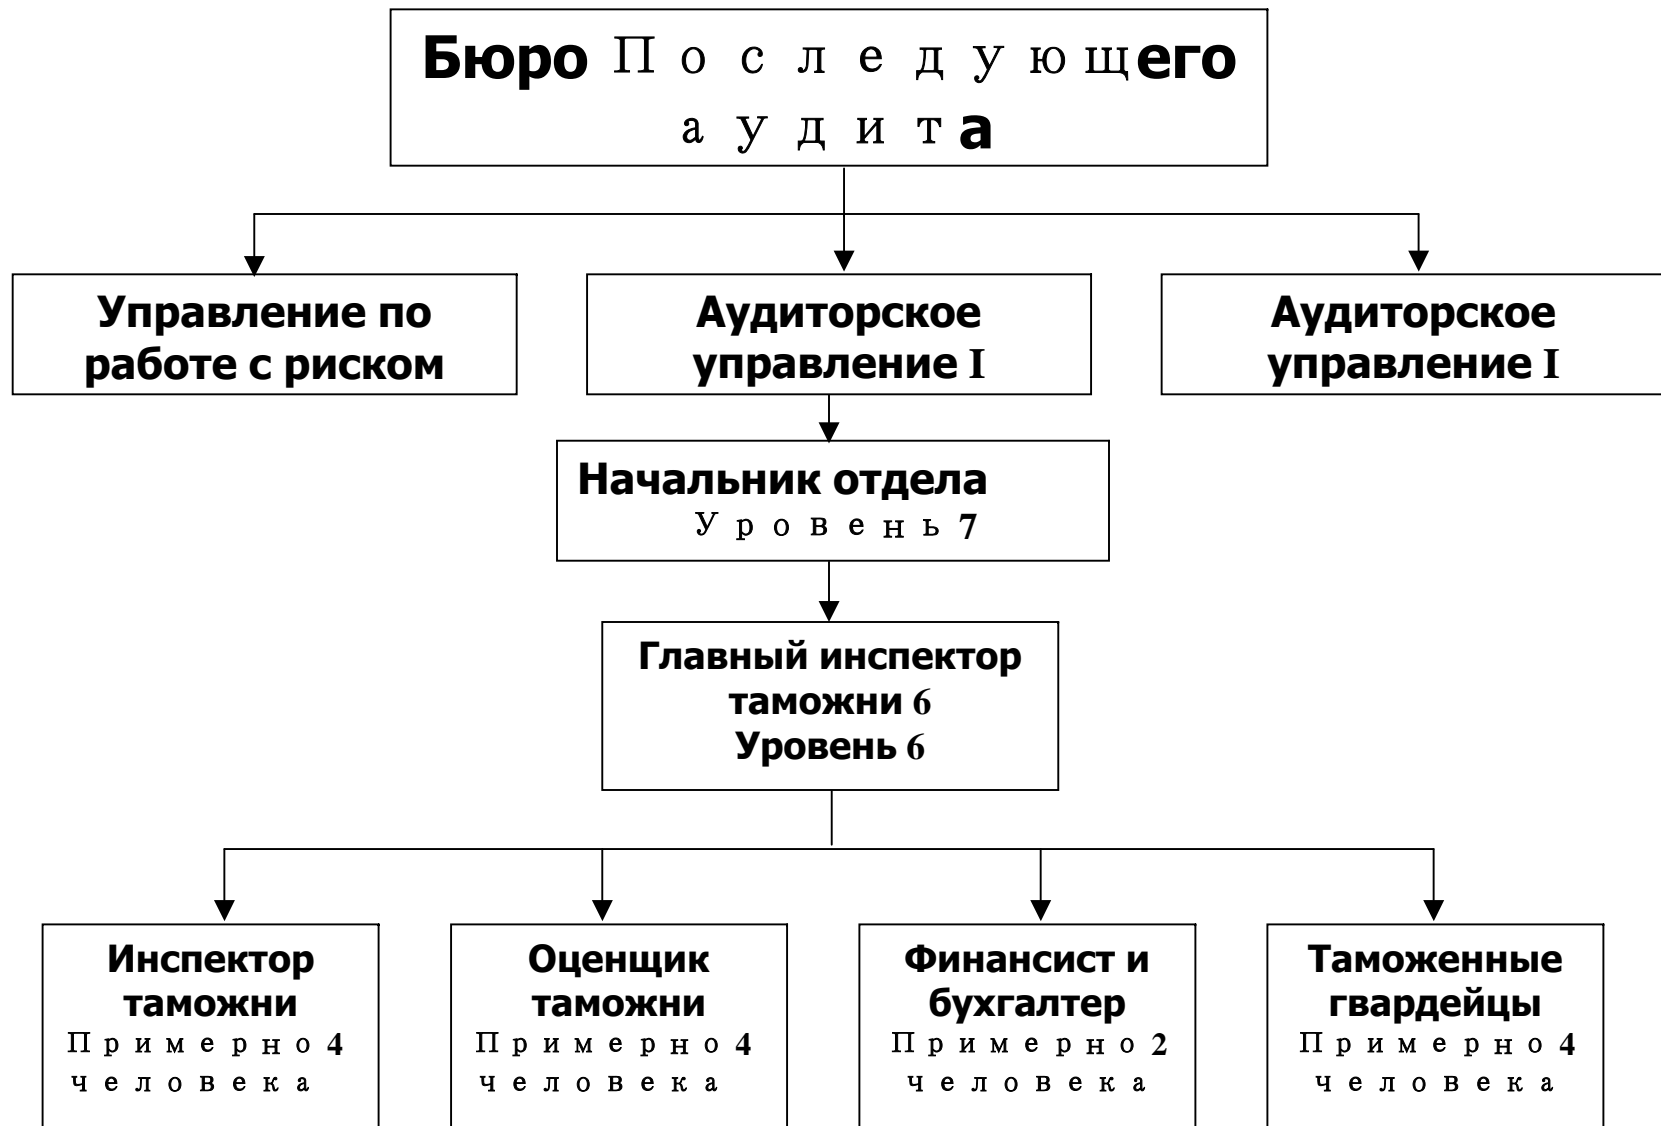 Бюро Последующего
аудита
Управление по
работе с риском
Аудиторское
управление I
Аудиторское
управление I
Начальник отдела
Уровень 7
Главный инспектор
таможни 6
Уровень 6
Инспектор
таможни
Примерно 4
человека
Оценщик
таможни
Примерно 4
человека
Финансист и
бухгалтер
Примерно 2
человека
Таможенные
гвардейцы
Примерно 4
человека